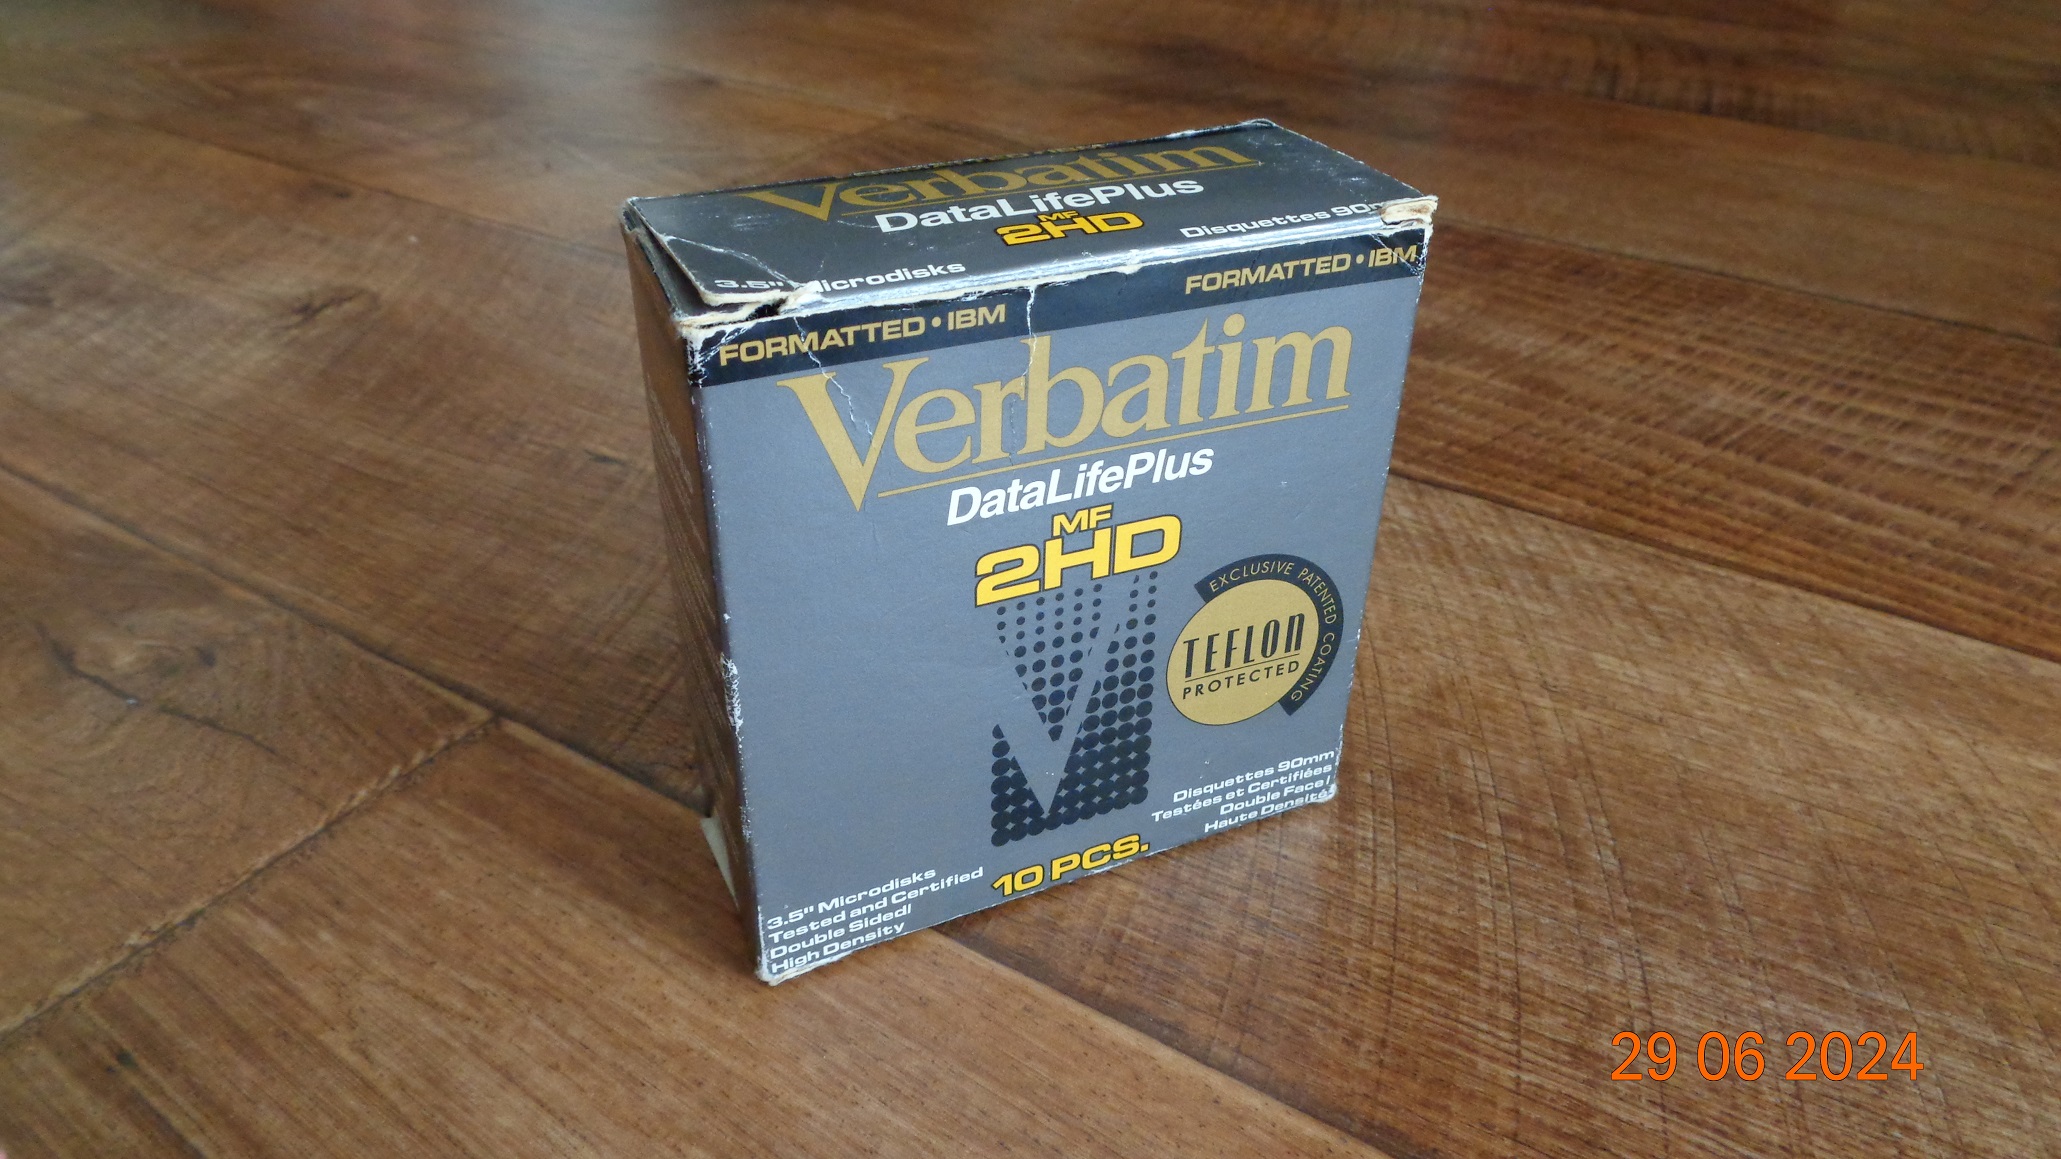 Verbatim
DataLifePlus
MF
2HD
3.5" Microdisks
Disquettes 90m
FORMATTED • IBM
FORMATTED • IBM
Verbatim
DataLifePlus
MF
2HD
EXCLUSIVE PATENTED COATING
TEFLON
PROTECTED
Disquettes 90mm
Testées et Certifiées
Double Face/
Haute Densité
10 PCS.
3.5" Microdisks
Tested and Certified
Double Sided/
High Density
29 06 2024